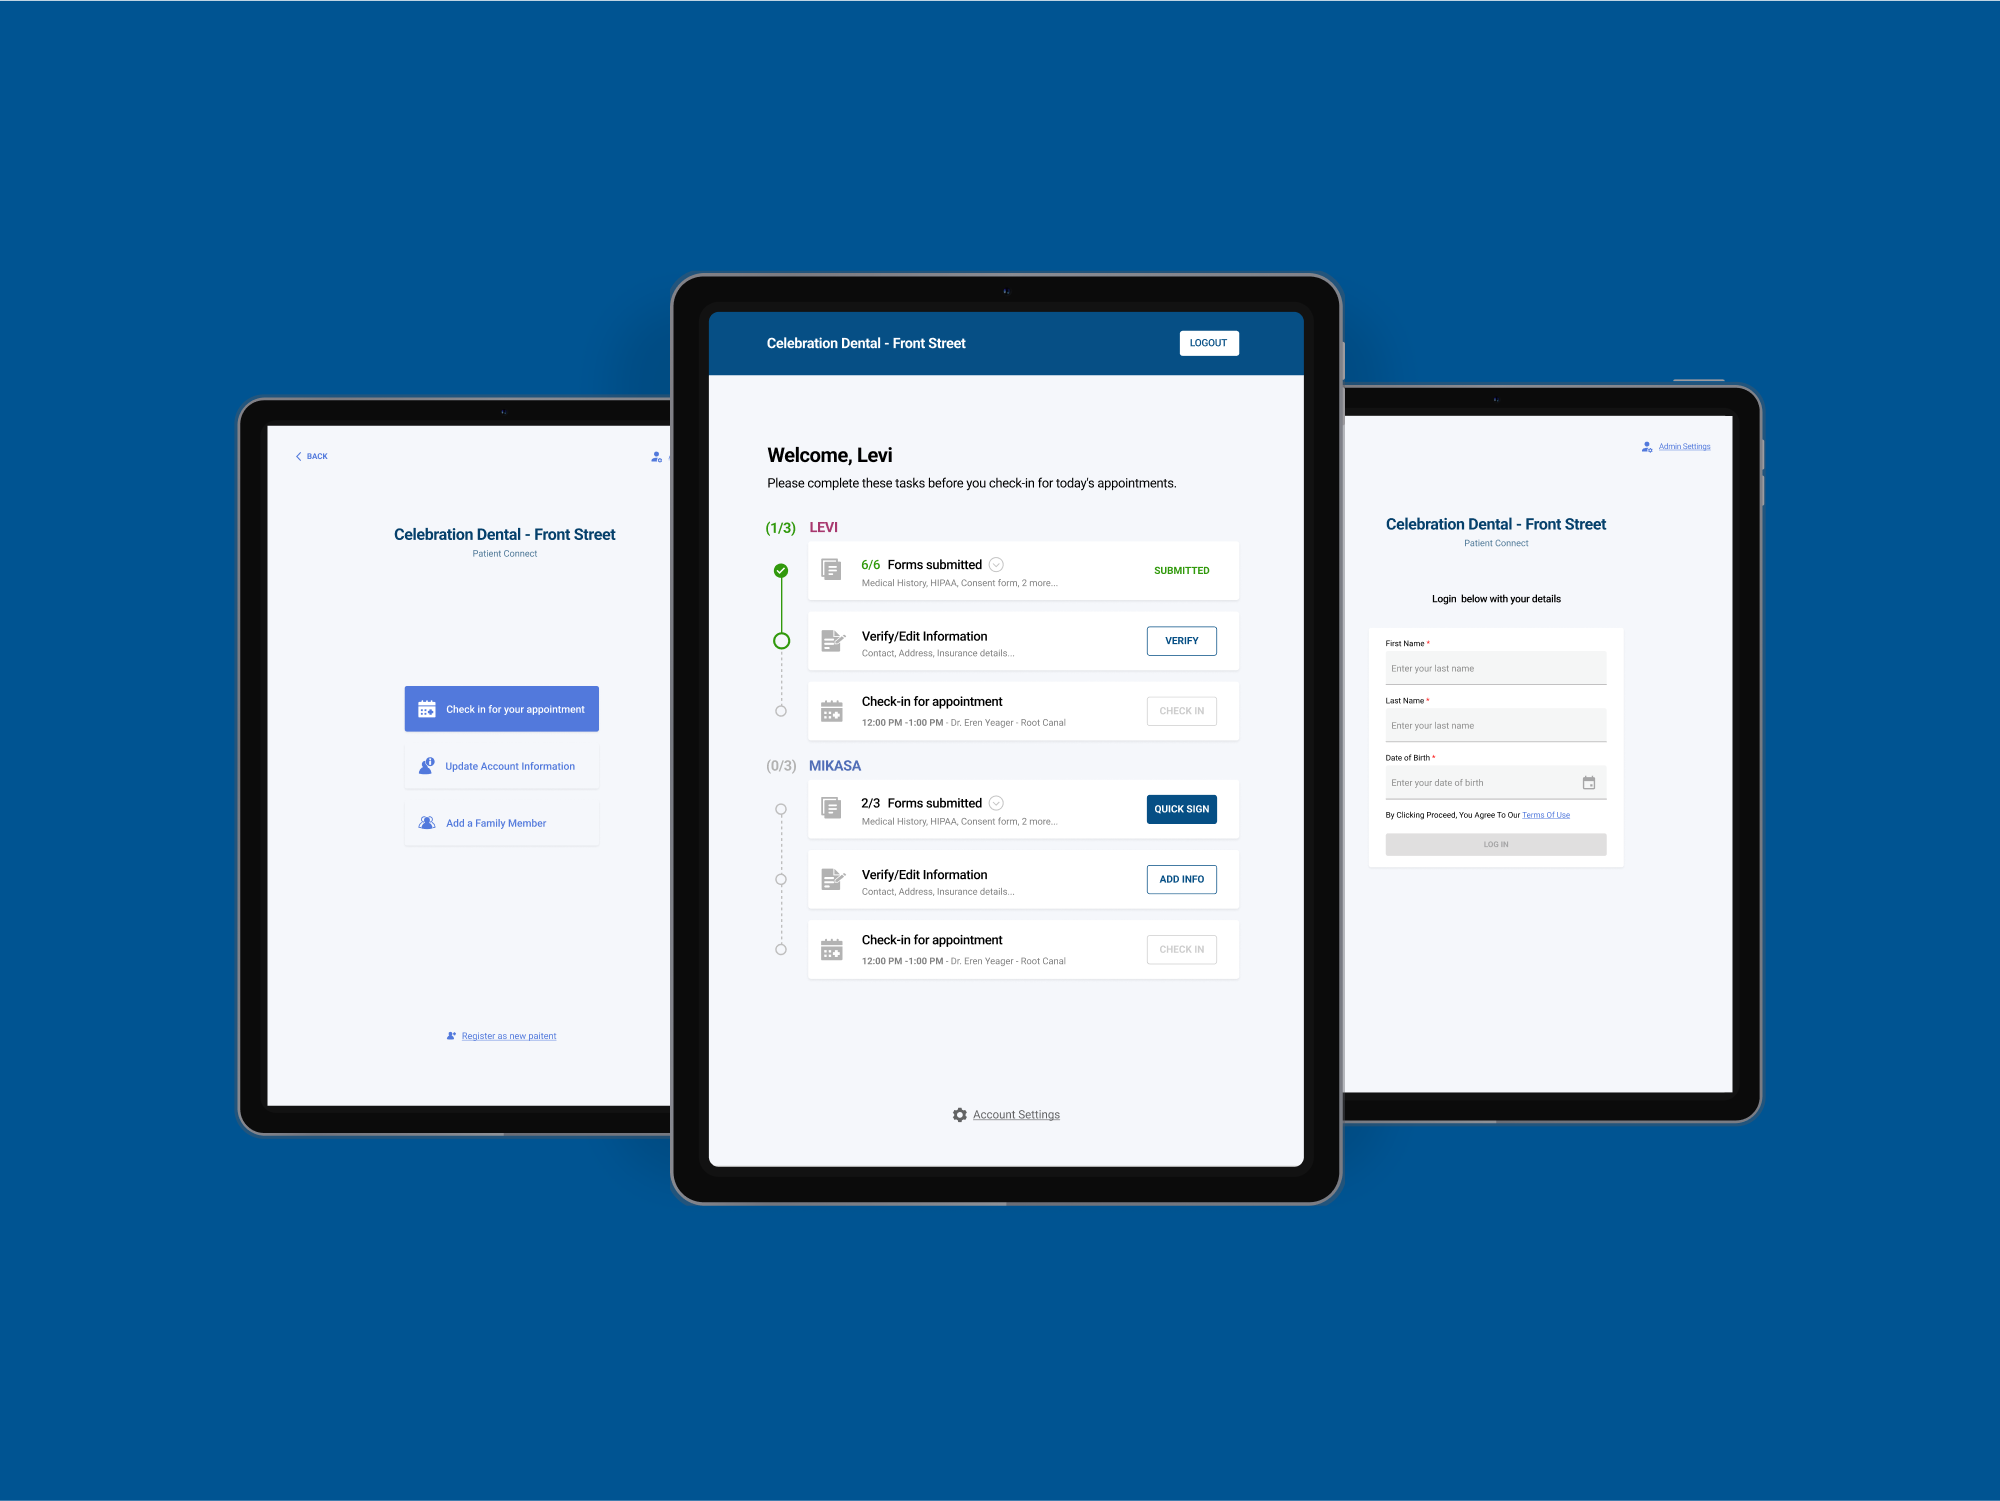 BACK
Celebration Dental - Front Street
Patient Connect
Check in for your appointment
Update Account Information
Add a Family Member
Register as new paitent
Celebration Dental - Front Street
LOGOUT
Welcome, Levi
Please complete these tasks before you check-in for today's appointments.
(1/3) LEVI
6/6 Forms submitted
Medical History, HIPAA, Consent form, 2 more...
SUBMITTED
Verify/Edit Information
Contact, Address, Insurance details...
VERIFY
Check-in for appointment
12:00 PM -1:00 PM - Dr. Eren Yeager - Root Canal
CHECK IN
(0/3) MIKASA
2/3 Forms submitted
Medical History, HIPAA, Consent form, 2 more...
QUICK SIGN
Verify/Edit Information
Contact, Address, Insurance details...
ADD INFO
Check-in for appointment
12:00 PM -1:00 PM - Dr. Eren Yeager - Root Canal
CHECK IN
Account Settings
Admin Settings
Celebration Dental - Front Street
Patient Connect
Login below with your details
First Name *
Enter your last name
Last Name *
Enter your last name
Date of Birth *
Enter your date of birth
By Clicking Proceed, You Agree To Our Terms Of Use
LOG IN